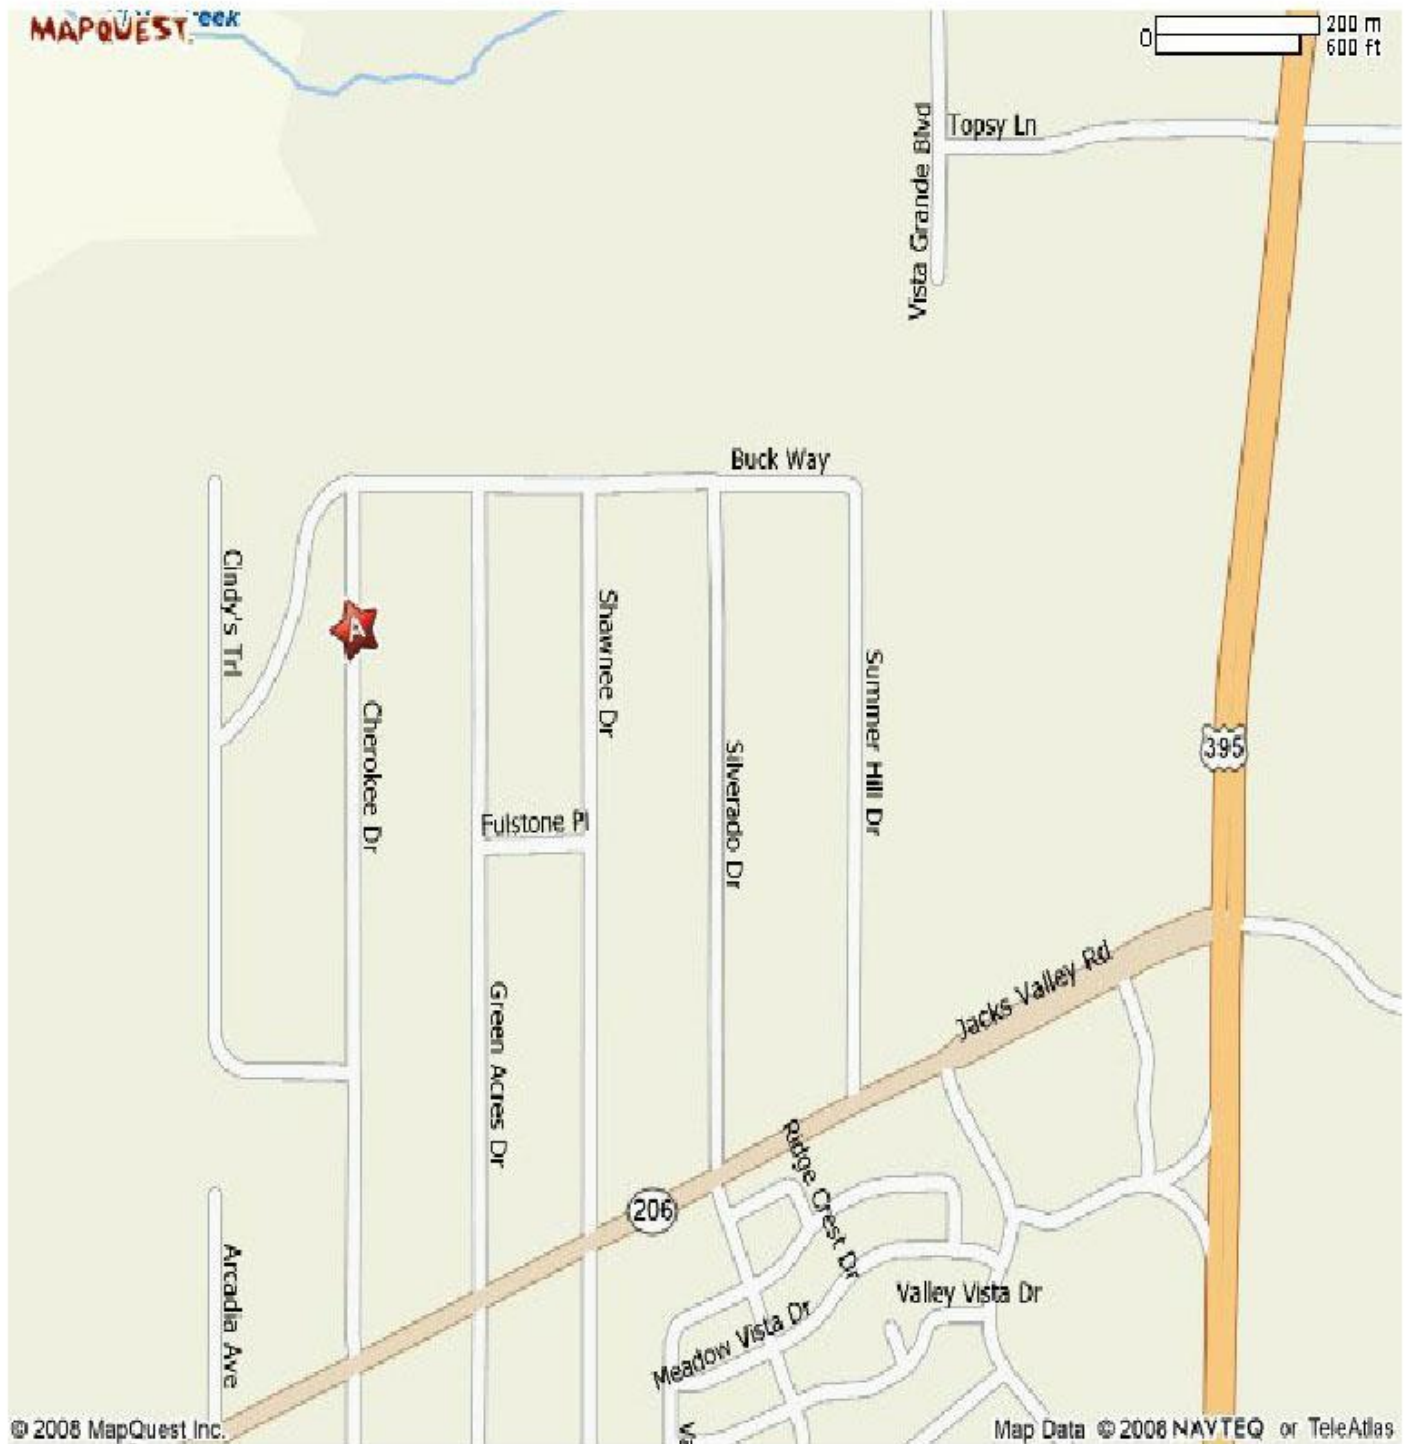 MAPQUEST.
0
200 m
600 ft
Topsy Ln
Vista Grande Blvd
Buck Way
Cindy's Trl
A
Shawnee Dr
Cherokee Dr
Summer Hill Dr
395
Silverado Dr
Fulstone Pl
Jacks Valley Rd
Green Acres Dr
Ridge Crest Dr
206
Arcadia Ave
Valley Vista Dr
Meadow Vista Dr
© 2008 MapQuest Inc.
Map Data © 2008 NAVTEQ or TeleAtlas